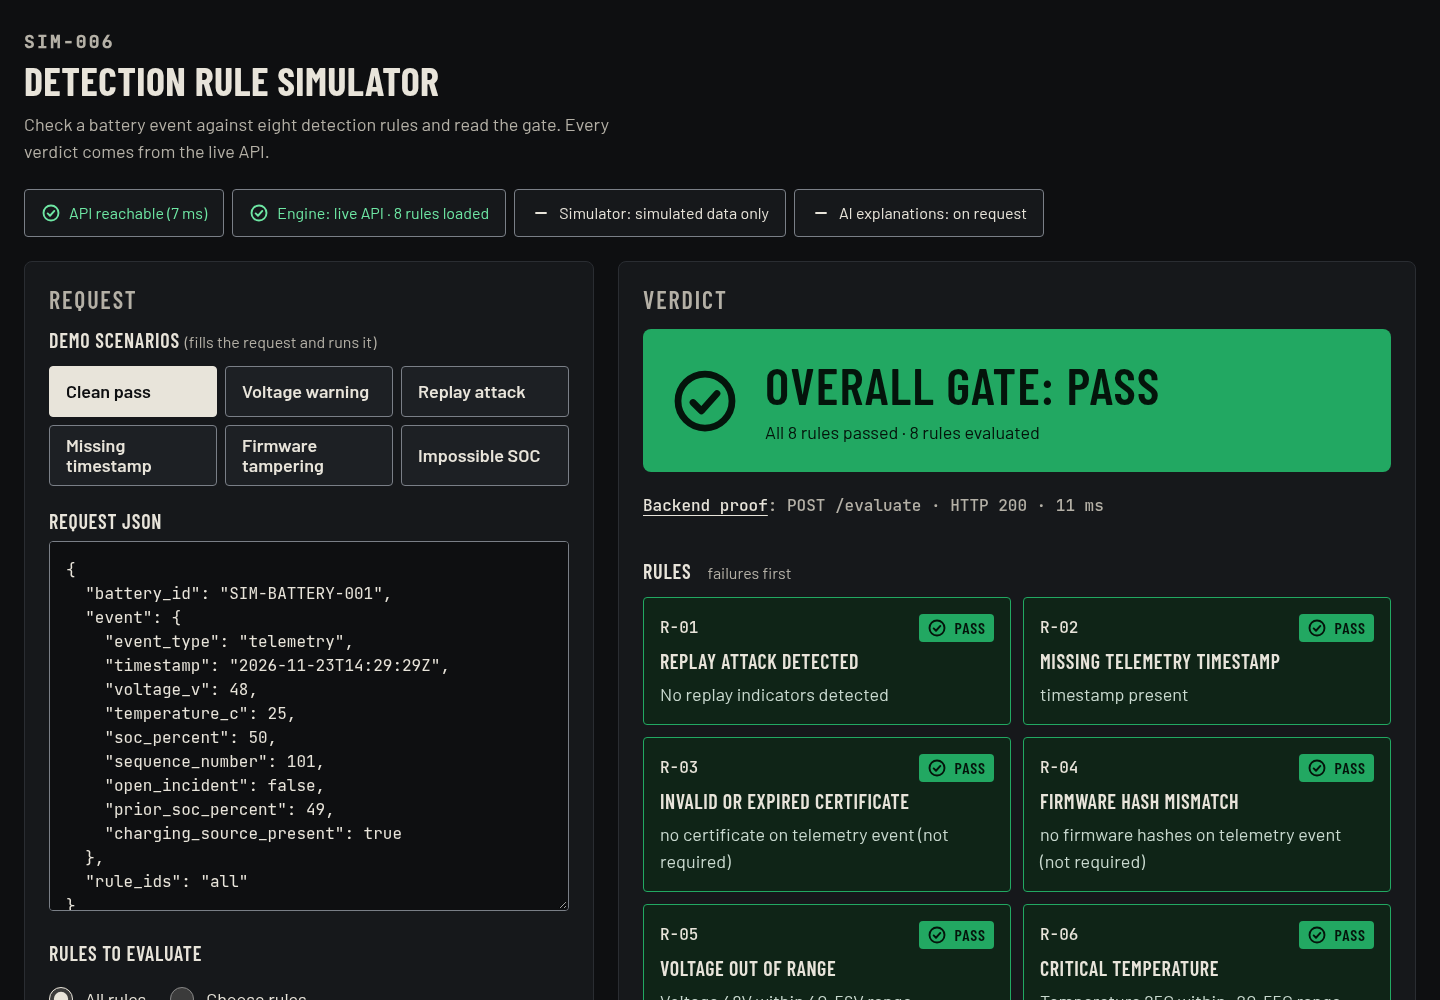 SIM-006
DETECTION RULE SIMULATOR
Check a battery event against eight detection rules and read the gate. Every
verdict comes from the live API.
API reachable (7 ms)
Engine: live API · 8 rules loaded
Simulator: simulated data only
AI explanations: on request
REQUEST
DEMO SCENARIOS (fills the request and runs it)
Clean pass
Voltage warning
Replay attack
Missing
timestamp
Firmware
tampering
Impossible SOC
REQUEST JSON
{
"battery_id": "SIM-BATTERY-001",
"event": {
"event_type": "telemetry",
"timestamp": "2026-11-23T14:29:29Z",
"voltage_v": 48,
"temperature_c": 25,
"soc_percent": 50,
"sequence_number": 101,
"open_incident": false,
"prior_soc_percent": 49,
"charging_source_present": true
},
"rule_ids": "all"
}
RULES TO EVALUATE
All rules
Choose rules
VERDICT
OVERALL GATE: PASS
All 8 rules passed · 8 rules evaluated
Backend proof: POST /evaluate · HTTP 200 · 11 ms
RULES failures first
R-01
PASS
REPLAY ATTACK DETECTED
No replay indicators detected
R-02
PASS
MISSING TELEMETRY TIMESTAMP
timestamp present
R-03
PASS
INVALID OR EXPIRED CERTIFICATE
no certificate on telemetry event (not
required)
R-04
PASS
FIRMWARE HASH MISMATCH
no firmware hashes on telemetry event
(not required)
R-05
PASS
VOLTAGE OUT OF RANGE
R-06
PASS
CRITICAL TEMPERATURE